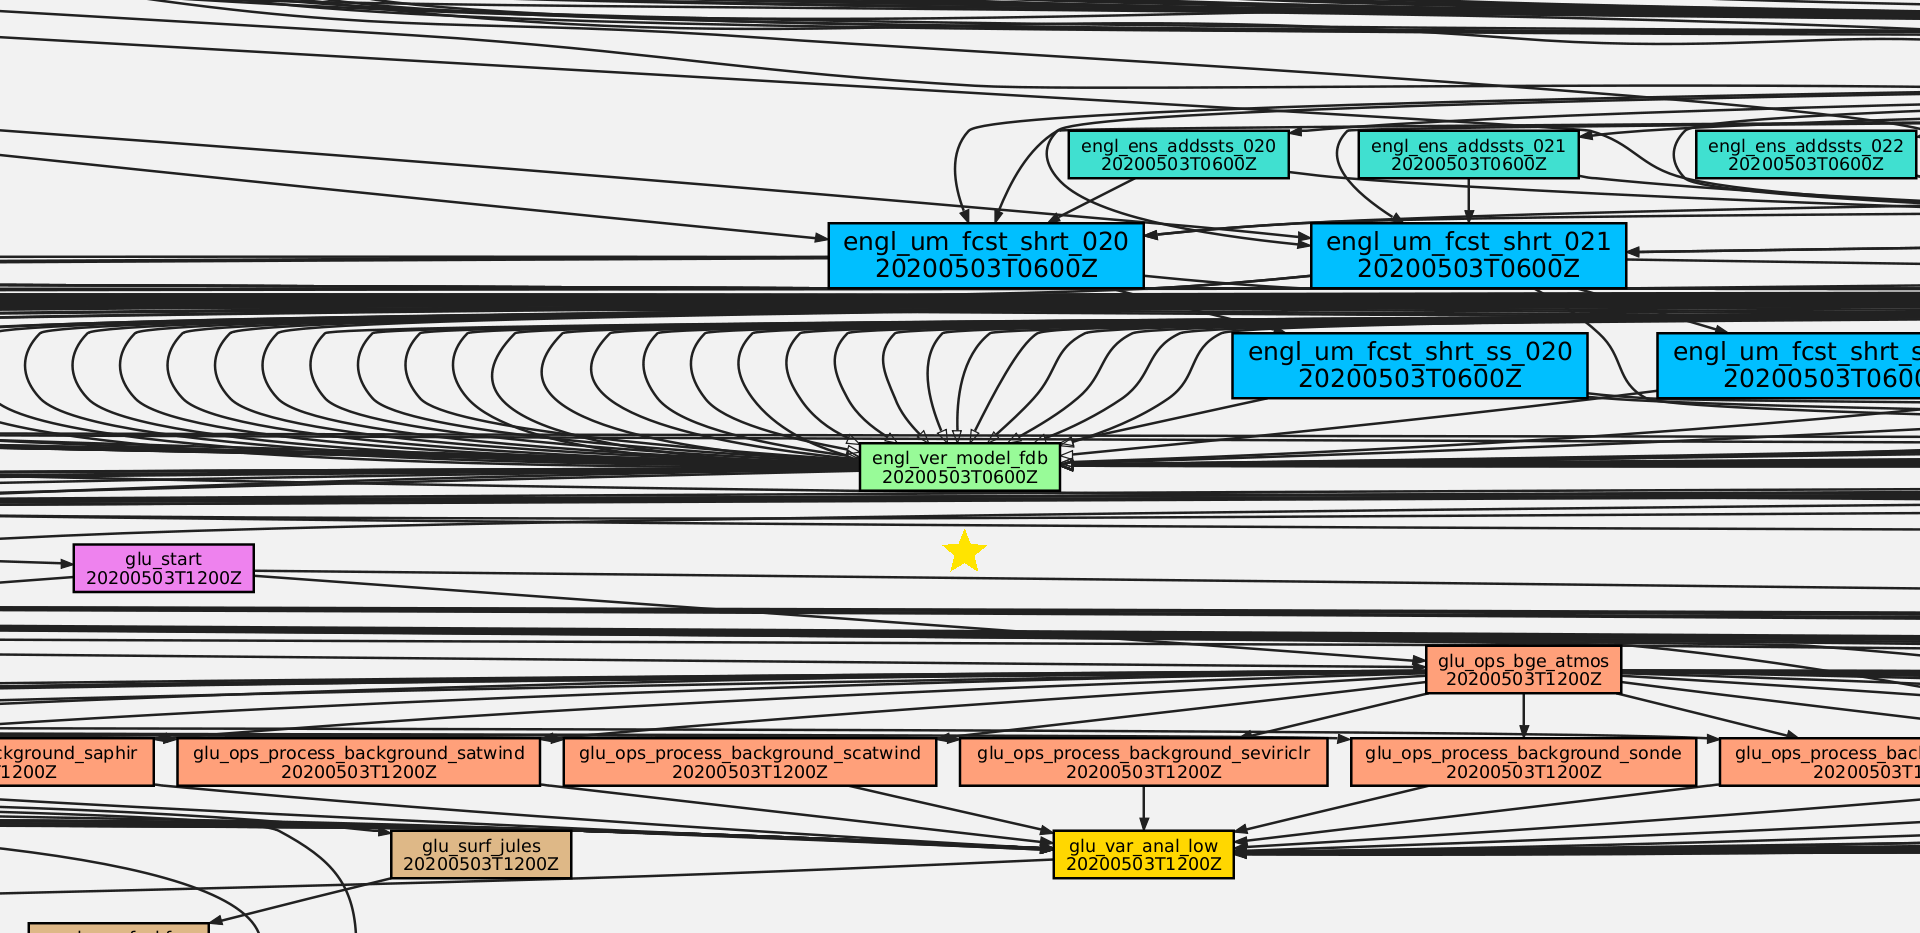 engl_ens_addssts_020
20200503T0600Z
engl_ens_addssts_021
20200503T0600Z
engl_ens_addssts_022
20200503T0600Z
engl_um_fcst_shrt_020
20200503T0600Z
engl_um_fcst_shrt_021
20200503T0600Z
engl_um_fcst_shrt_ss_020
20200503T0600Z
engl_um_fcst_shrt_s
20200503T0600
engl_ver_model_fdb
20200503T0600Z
glu_start
20200503T1200Z
glu_ops_bge_atmos
20200503T1200Z
ckground_saphir
1200Z
glu_ops_process_background_satwind
20200503T1200Z
glu_ops_process_background_scatwind
20200503T1200Z
glu_ops_process_background_seviriclr
20200503T1200Z
glu_ops_process_background_sonde
20200503T1200Z
glu_ops_process_bac
20200503T1
glu_surf_jules
20200503T1200Z
glu_var_anal_low
20200503T1200Z